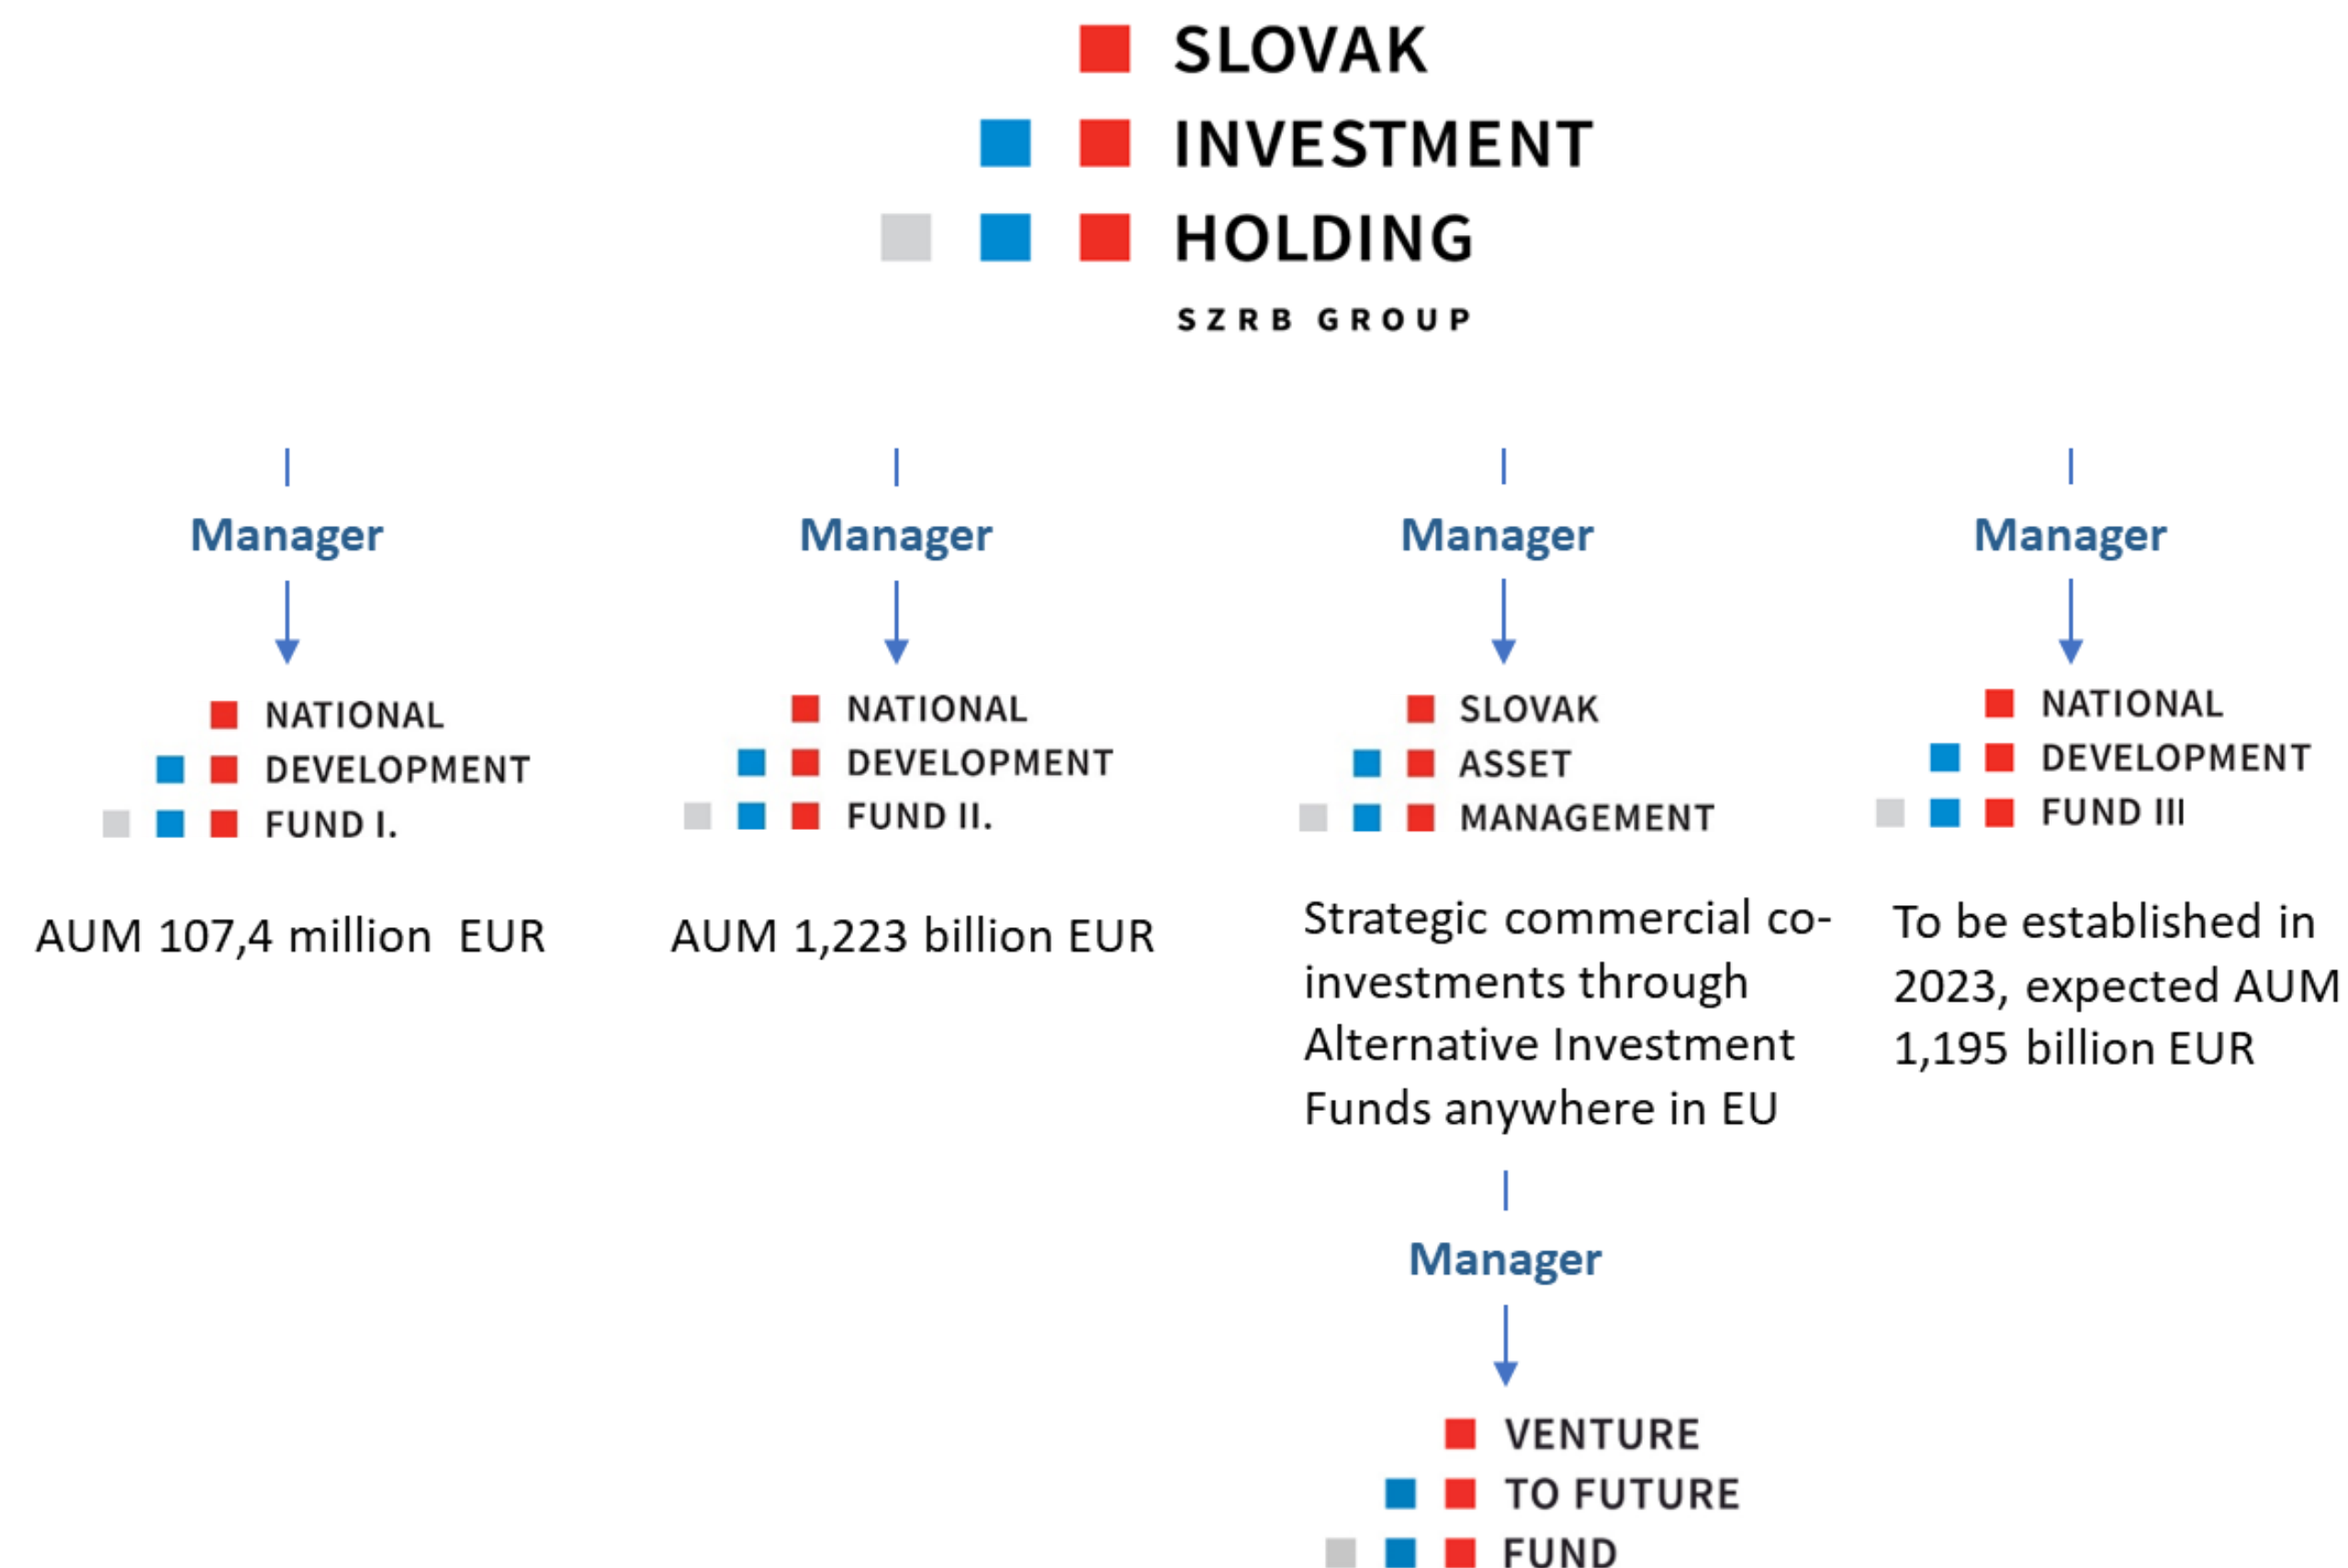 SLOVAK
INVESTMENT
HOLDING
SZRB GROUP
Manager
NATIONAL
DEVELOPMENT
FUND I.
AUM 107,4 million EUR
Manager
NATIONAL
DEVELOPMENT
FUND II.
AUM 1,223 billion EUR
Manager
SLOVAK
ASSET
MANAGEMENT
Strategic commercial co-
investments through
Alternative Investment
Funds anywhere in EU
Manager
VENTURE
TO FUTURE
FUND
Manager
NATIONAL
DEVELOPMENT
FUND III
To be established in
2023, expected AUM
1,195 billion EUR